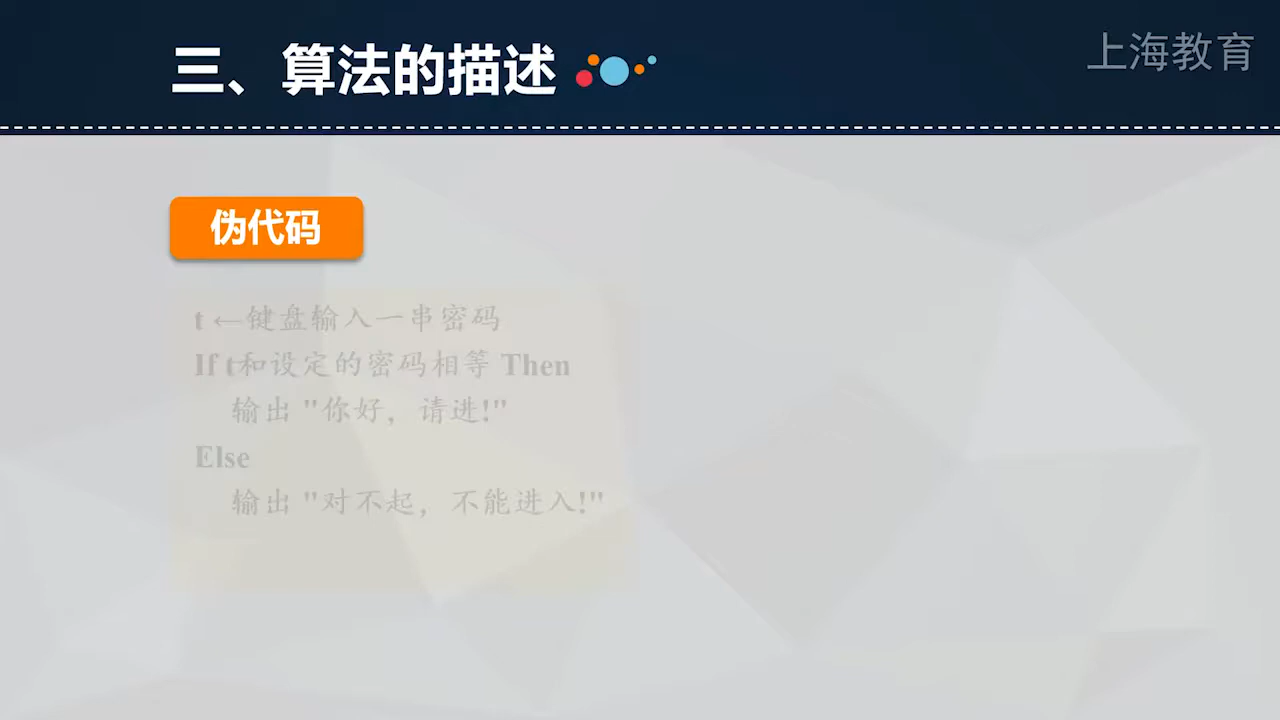 三、算法的描述
上海教育
伪代码
t ←键盘输入一串密码
If t和设定的密码相等 Then
输出 "你好，请进!"
Else
输出 "对不起，不能进入!"